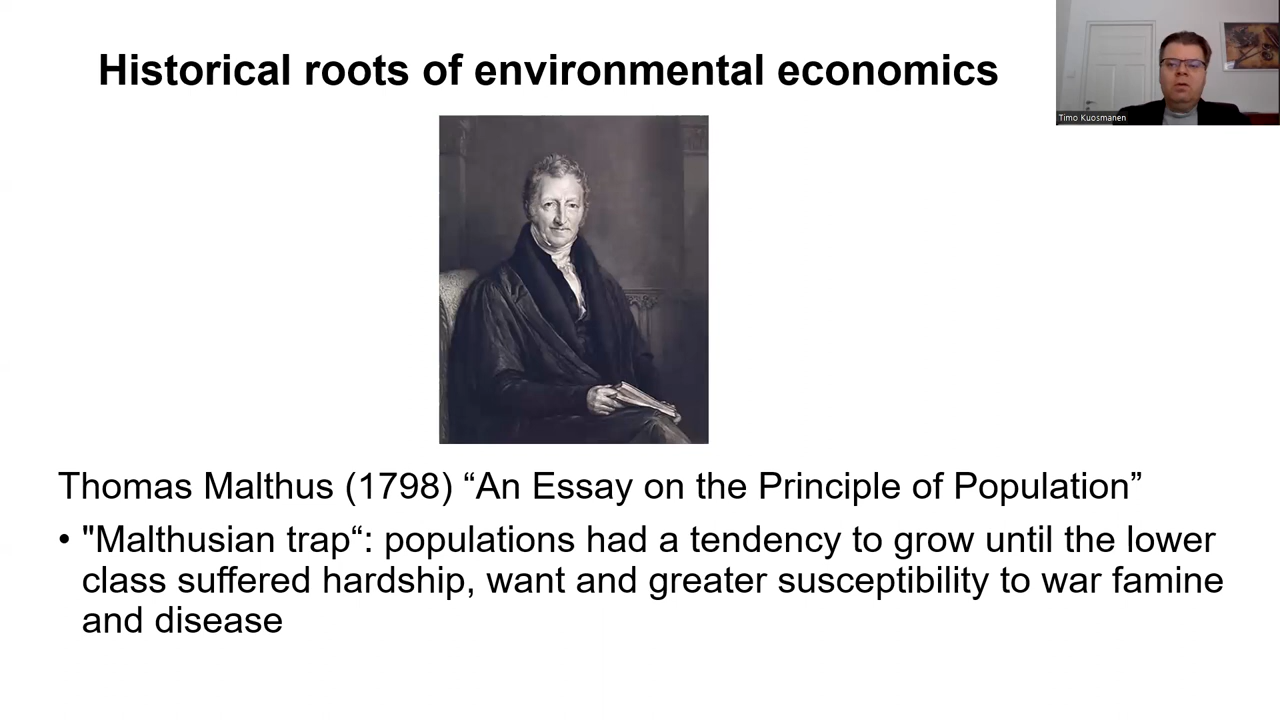 Historical roots of environmental economics
Timo Kuosmanen
Thomas Malthus (1798) “An Essay on the Principle of Population”
• "Malthusian trap“: populations had a tendency to grow until the lower
class suffered hardship, want and greater susceptibility to war famine
and disease